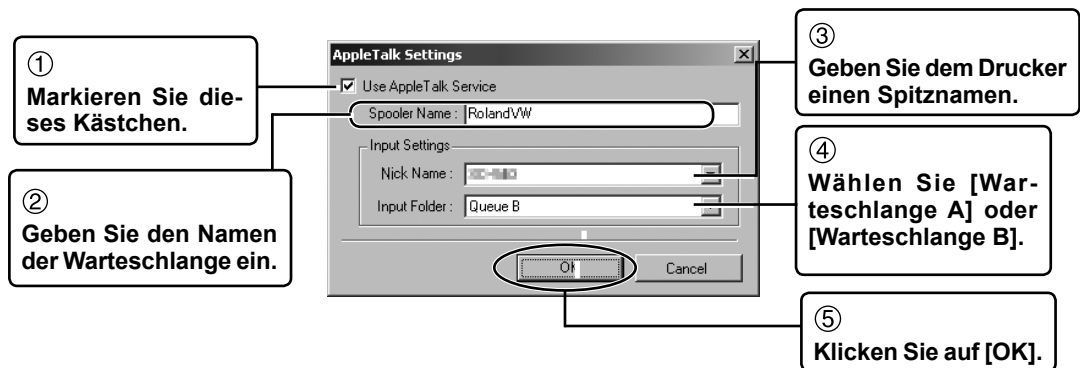 ①
Markieren Sie die-
ses Kästchen.
②
Geben Sie den Namen
der Warteschlange ein.
AppleTalk Settings
Use AppleTalk Service
Spooler Name : RolandVW
Input Settings
Nick Name :
Input Folder : Queue B
OK
Cancel
③
Geben Sie dem Drucker
einen Spitznamen.
④
Wählen Sie [War-
teschlange A] oder
[Warteschlange B].
⑤
Klicken Sie auf [OK].